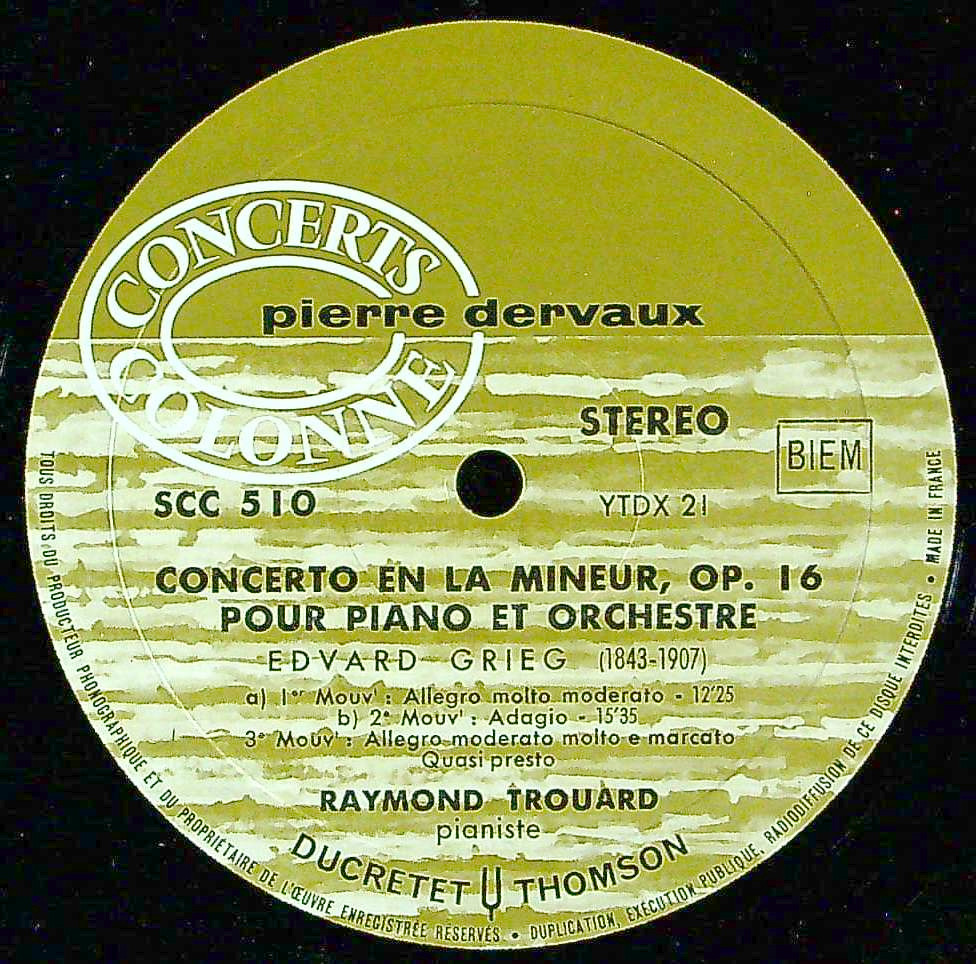 CONCERTS
COLONNE
pierre dervaux
STEREO
BIEM
SCC 510
YTDX 21
CONCERTO EN LA MINEUR, OP. 16
POUR PIANO ET ORCHESTRE
EDVARD GRIEG (1843-1907)
a) 1er Mouvt : Allegro molto moderato - 12'25
b) 2e Mouvt : Adagio - 15'35
3e Mouvt : Allegro moderato molto e marcato
Quasi presto
RAYMOND TROUARD
pianiste
DUCRETET THOMSON
TOUS DROITS DU PRODUCTEUR PHONOGRAPHIQUE ET DU PROPRIÉTAIRE DE L'ŒUVRE ENREGISTRÉE RÉSERVÉS • DUPLICATION, EXÉCUTION PUBLIQUE, RADIODIFFUSION DE CE DISQUE INTERDITES • MADE IN FRANCE